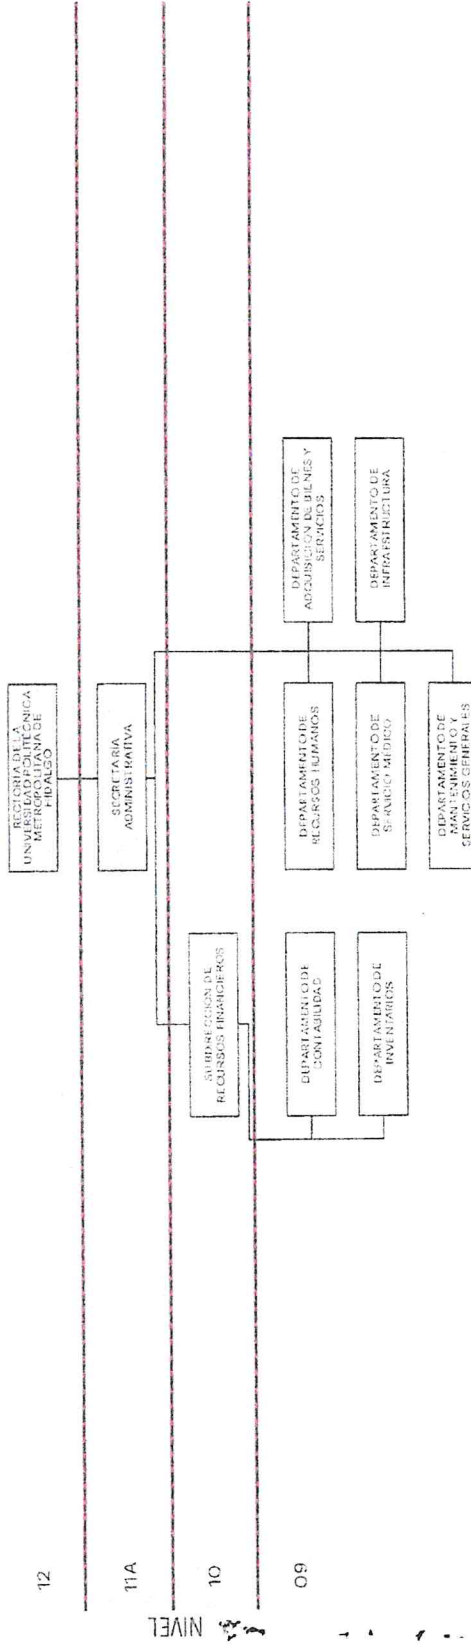 12
RECTORIA DE LA
UNIVERSIDAD POLITÉCNICA
METROPOLITANA DE
HIDALGO
11A
SECRETARÍA
ADMINISTRATIVA
10
SUBDIRECCIÓN DE
RECURSOS FINANCIEROS
09
DEPARTAMENTO DE
CONTABILIDAD
DEPARTAMENTO DE
RECURSOS HUMANOS
DEPARTAMENTO DE
ADQUISICIÓN DE BIENES Y
SERVICIOS
DEPARTAMENTO DE
INVENTARIOS
DEPARTAMENTO DE
SERVICIO MÉDICO
DEPARTAMENTO DE
INFRAESTRUCTURA
DEPARTAMENTO DE
MANTENIMIENTO Y
SERVICIOS GENERALES
NIVEL